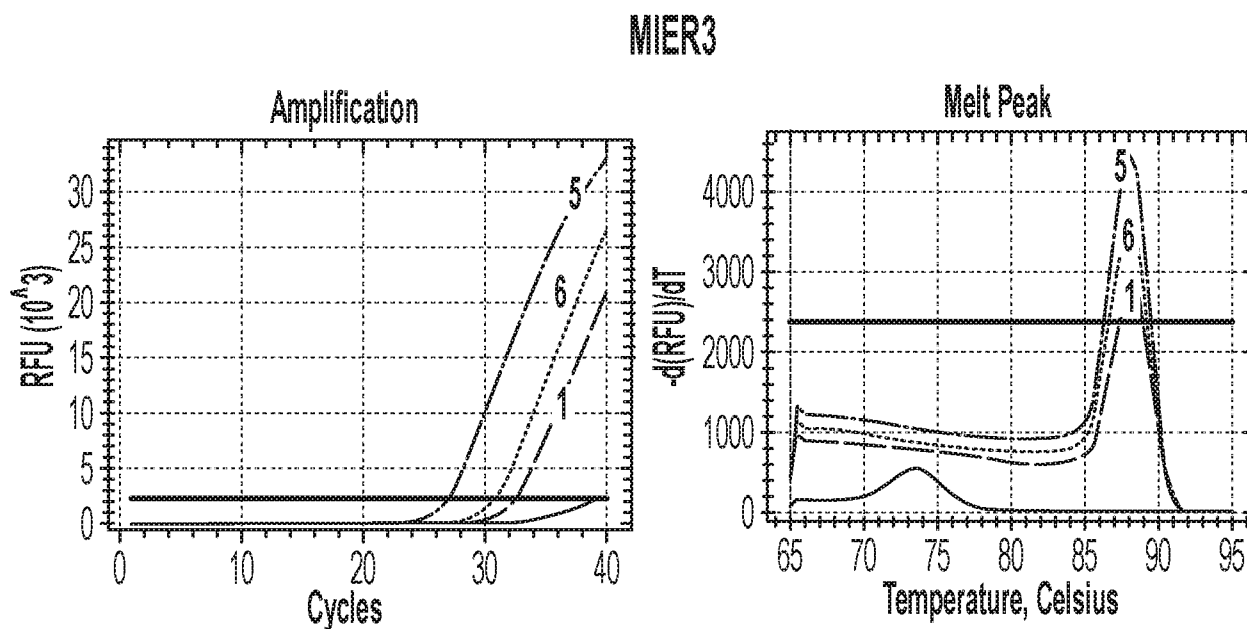 MIER3
Amplification
RFU (10^3)
30
25
20
15
10
5
0
5
6
1
0 10 20 30 40
Cycles
Melt Peak
-d(RFU)/dT
4000
3000
2000
1000
0
5
6
1
65 70 75 80 85 90 95
Temperature, Celsius